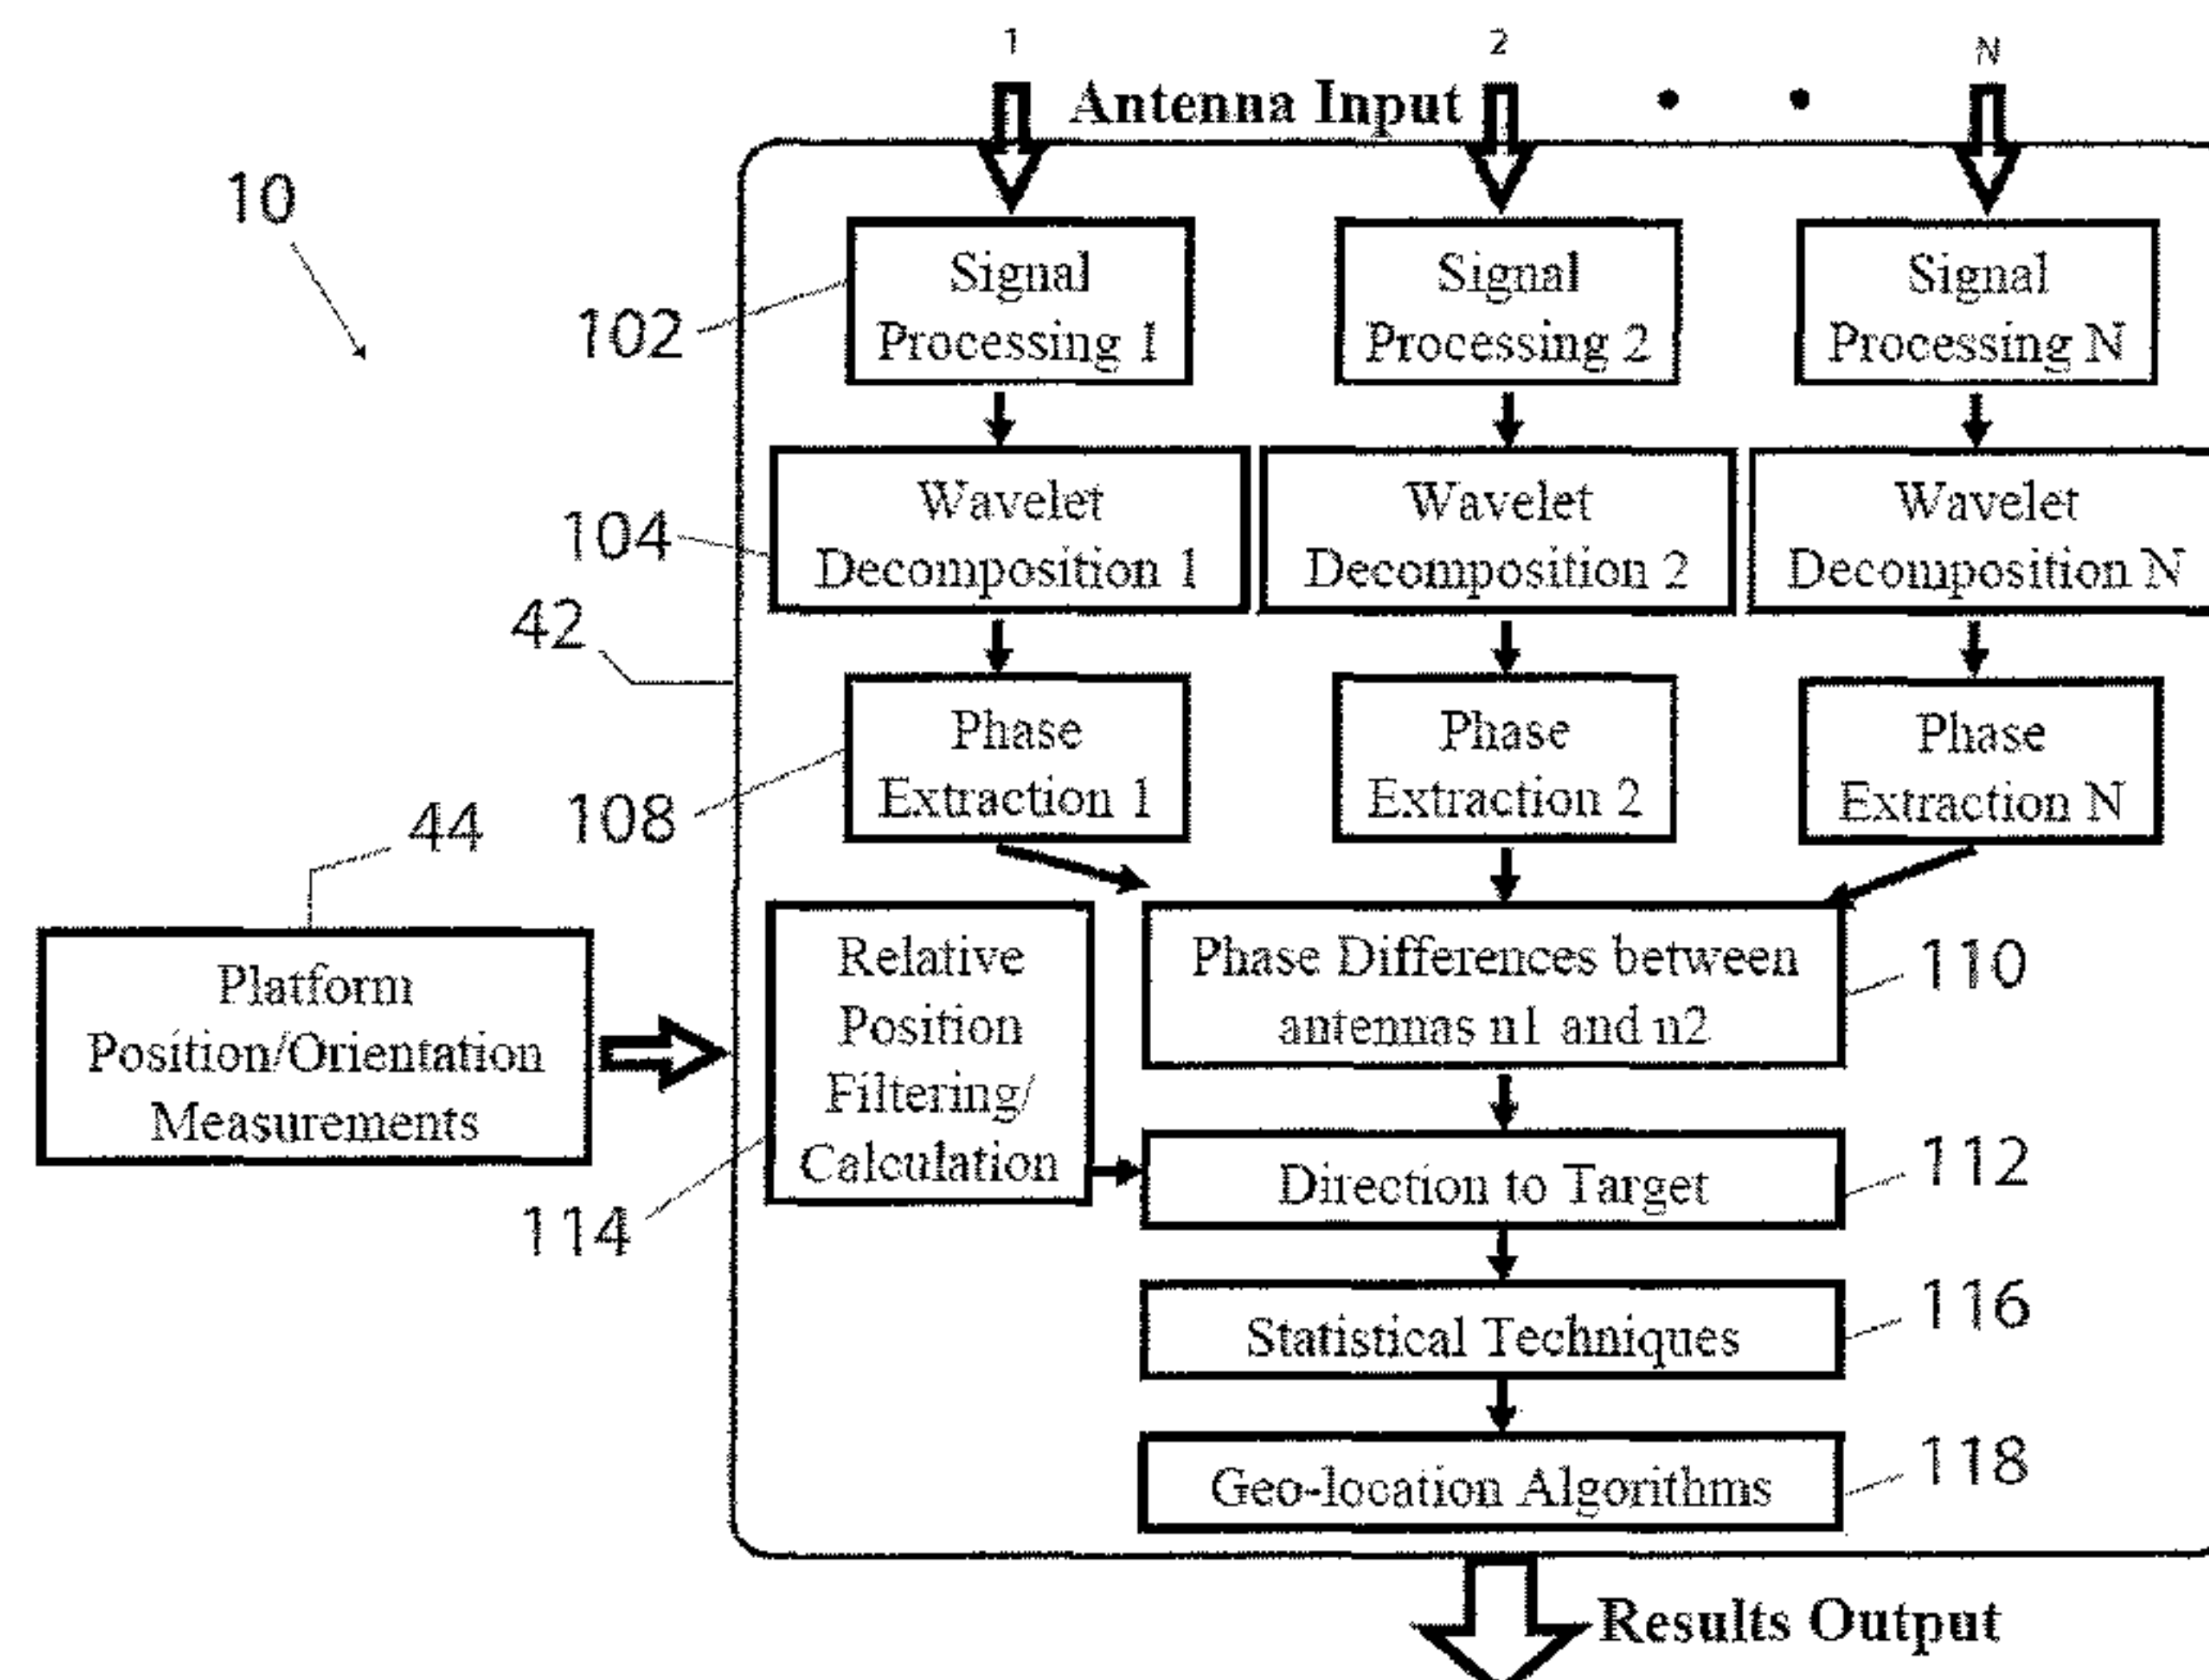 1
2
N
Antenna Input
10
Signal
Processing 1
Signal
Processing 2
Signal
Processing N
102
Wavelet
Decomposition 1
Wavelet
Decomposition 2
Wavelet
Decomposition N
104
42
Phase
Extraction 1
Phase
Extraction 2
Phase
Extraction N
108
44
Platform
Position/Orientation
Measurements
Relative
Position
Filtering/
Calculation
114
Phase Differences between
antennas n1 and n2
110
Direction to Target
112
Statistical Techniques
116
Geo-location Algorithms
118
Results Output